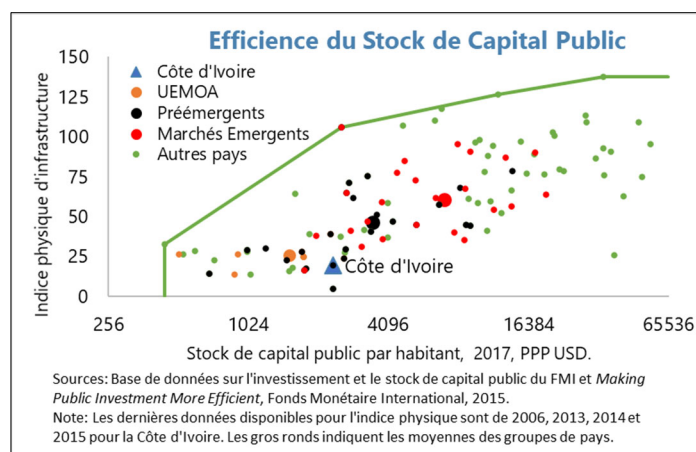 Efficience du Stock de Capital Public
Indice physique d'infrastructure
150
125
100
75
50
25
0
Côte d'Ivoire
UEMOA
Préémergents
Marchés Emergents
Autres pays
Côte d'Ivoire
256 1024 4096 16384 65536
Stock de capital public par habitant, 2017, PPP USD.
Sources: Base de données sur l'investissement et le stock de capital public du FMI et Making
Public Investment More Efficient, Fonds Monétaire International, 2015.
Note: Les dernières données disponibles pour l'indice physique sont de 2006, 2013, 2014 et
2015 pour la Côte d'Ivoire. Les gros ronds indiquent les moyennes des groupes de pays.